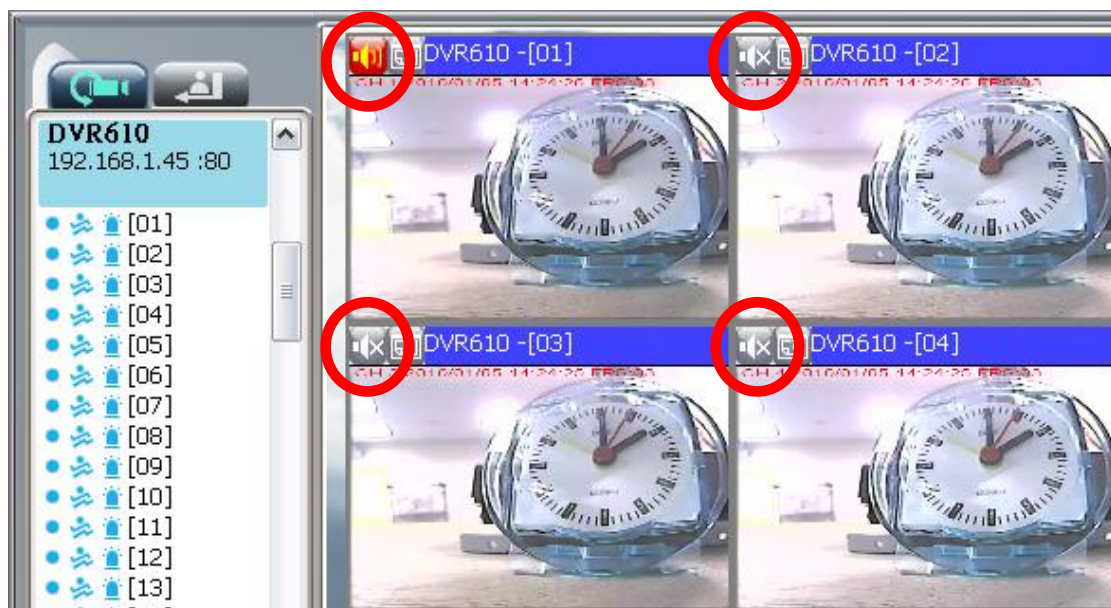 DVR610
192.168.1.45 :80
[01]
[02]
[03]
[04]
[05]
[06]
[07]
[08]
[09]
[10]
[11]
[12]
[13]
DVR610 -[01]
DVR610 -[02]
DVR610 -[03]
DVR610 -[04]